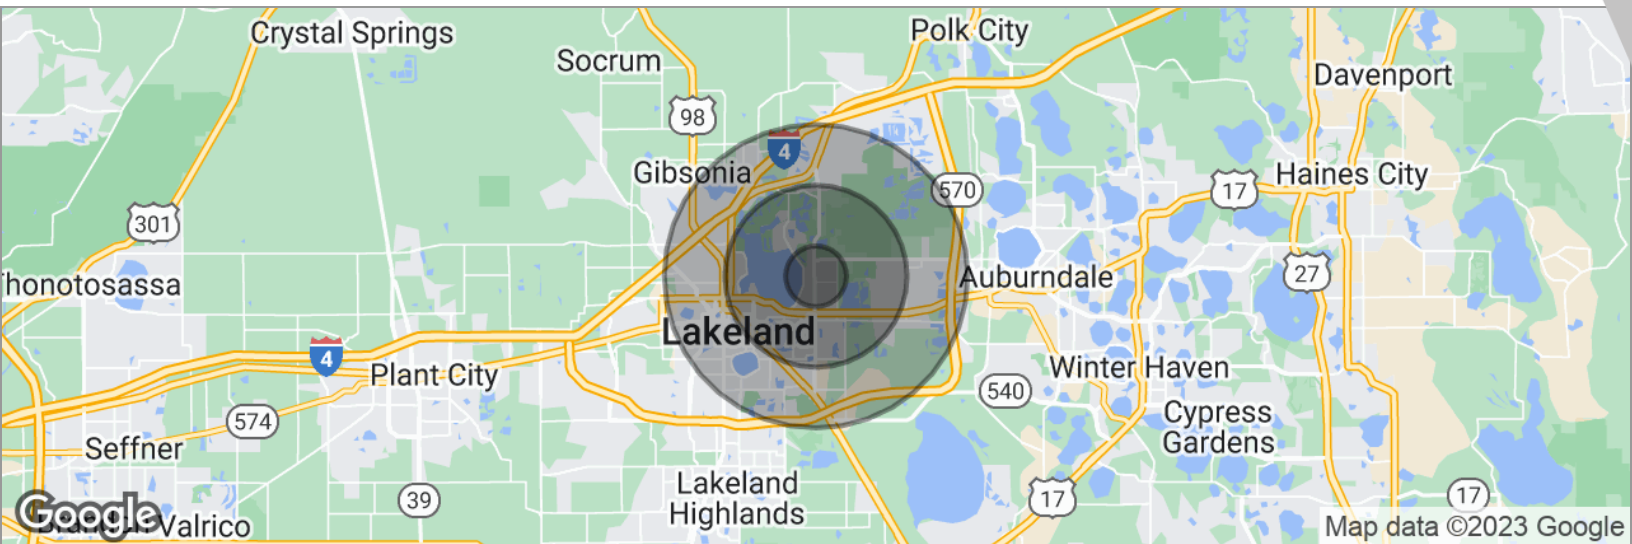 Crystal Springs
Polk City
Socrum
Davenport
98
4
Gibsonia
Haines City
570
17
301
Auburndale
27
honotosassa
Lakeland
4
Plant City
Winter Haven
540
Cypress
Gardens
574
Seffner
Lakeland
Highlands
39
17
17
Google
Valrico
Map data ©2023 Google